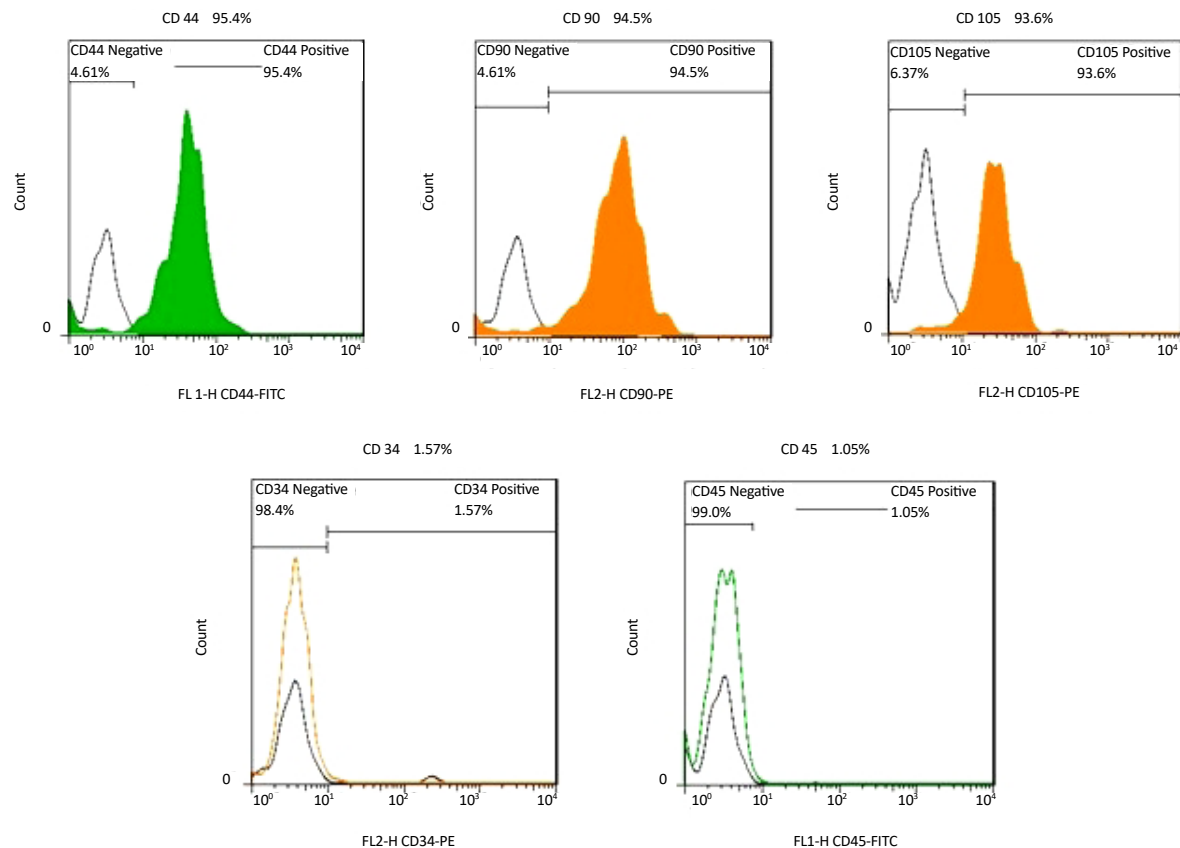 CD 44 95.4%
CD44 Negative
4.61%
CD44 Positive
95.4%
Count
0
10⁰ 10¹ 10² 10³ 10⁴
FL 1-H CD44-FITC
CD 90 94.5%
CD90 Negative
4.61%
CD90 Positive
94.5%
Count
0
10⁰ 10¹ 10² 10³ 10⁴
FL2-H CD90-PE
CD 105 93.6%
CD105 Negative
6.37%
CD105 Positive
93.6%
Count
0
10⁰ 10¹ 10² 10³ 10⁴
FL2-H CD105-PE
CD 34 1.57%
CD34 Negative
98.4%
CD34 Positive
1.57%
Count
0
10⁰ 10¹ 10² 10³ 10⁴
FL2-H CD34-PE
CD 45 1.05%
CD45 Negative
99.0%
CD45 Positive
1.05%
Count
0
10⁰ 10¹ 10² 10³ 10⁴
FL1-H CD45-FITC